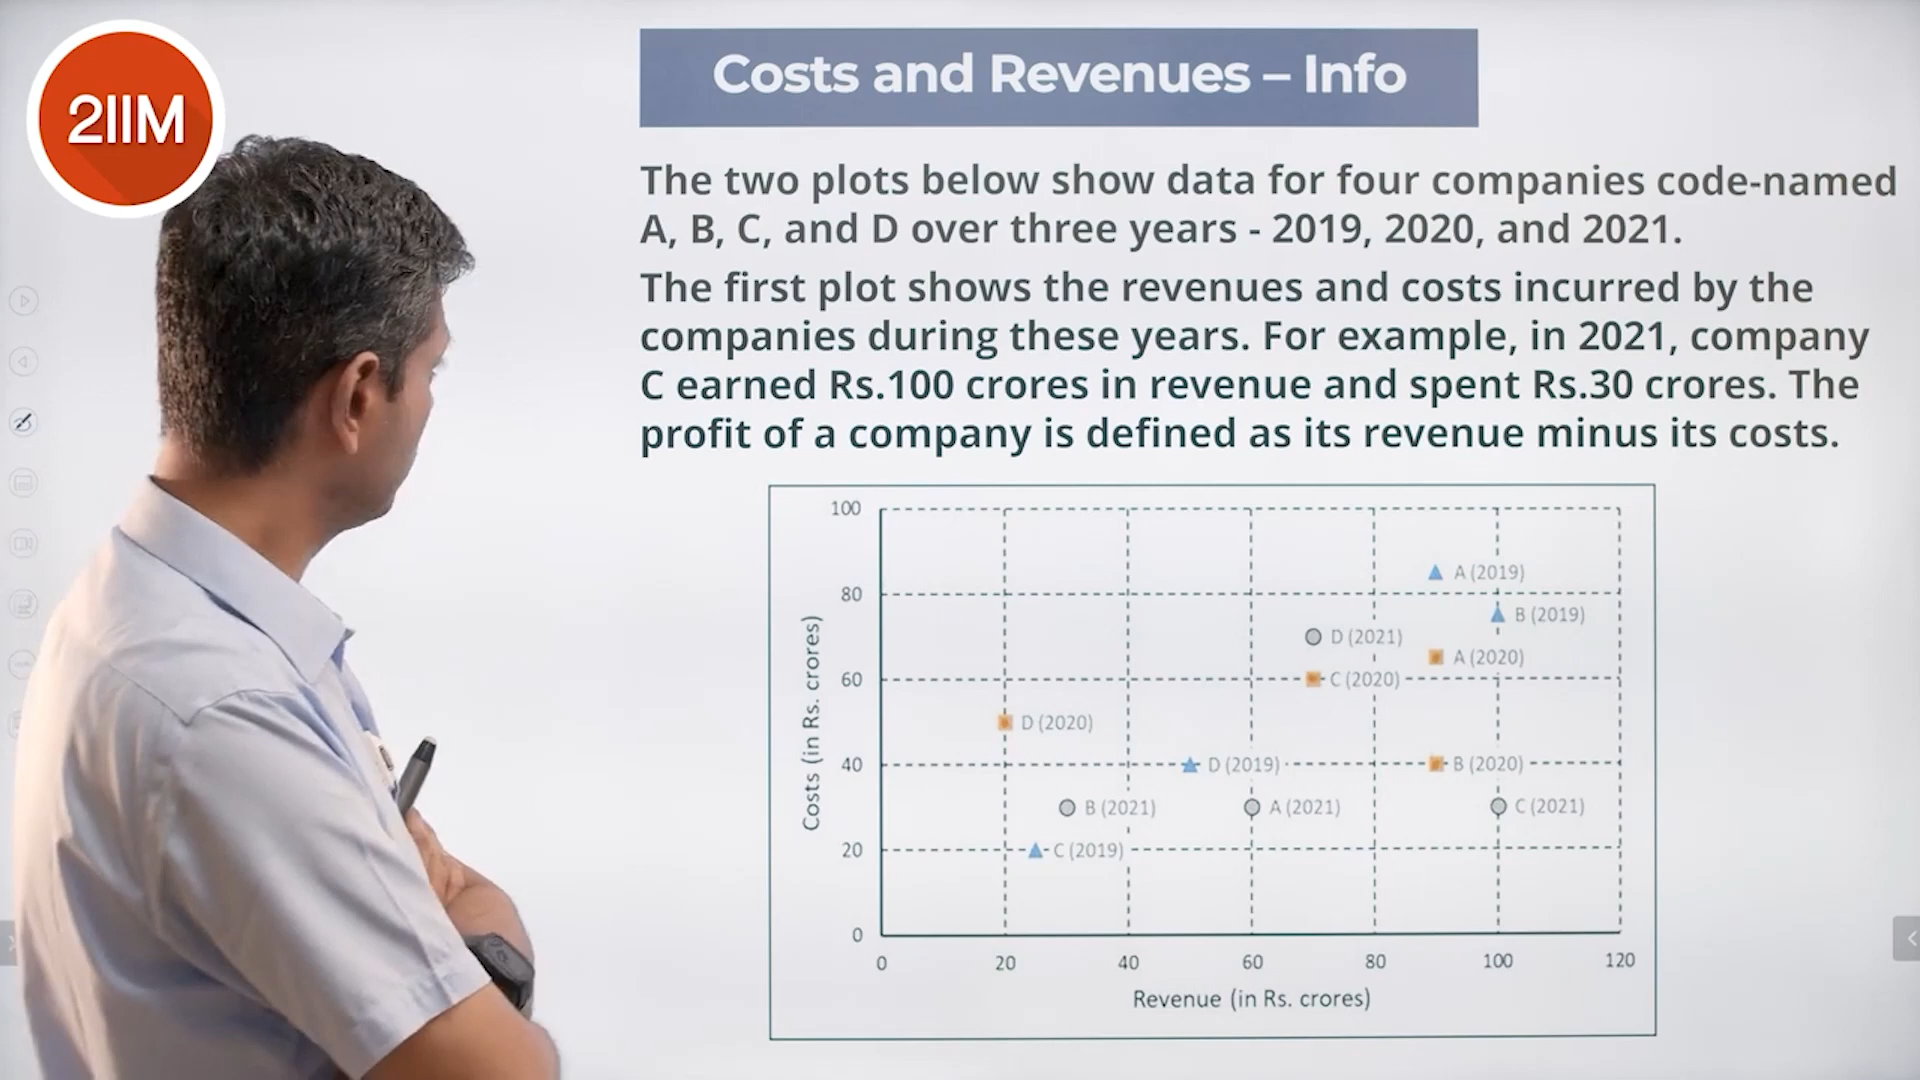 2IIM
Costs and Revenues – Info
The two plots below show data for four companies code-named
A, B, C, and D over three years - 2019, 2020, and 2021.
The first plot shows the revenues and costs incurred by the
companies during these years. For example, in 2021, company
C earned Rs.100 crores in revenue and spent Rs.30 crores. The
profit of a company is defined as its revenue minus its costs.
100
A (2019)
80
B (2019)
D (2021)
A (2020)
60
C (2020)
D (2020)
40
D (2019)
B (2020)
B (2021)
A (2021)
C (2021)
20
C (2019)
0
Costs (in Rs. crores)
0 20 40 60 80 100 120
Revenue (in Rs. crores)